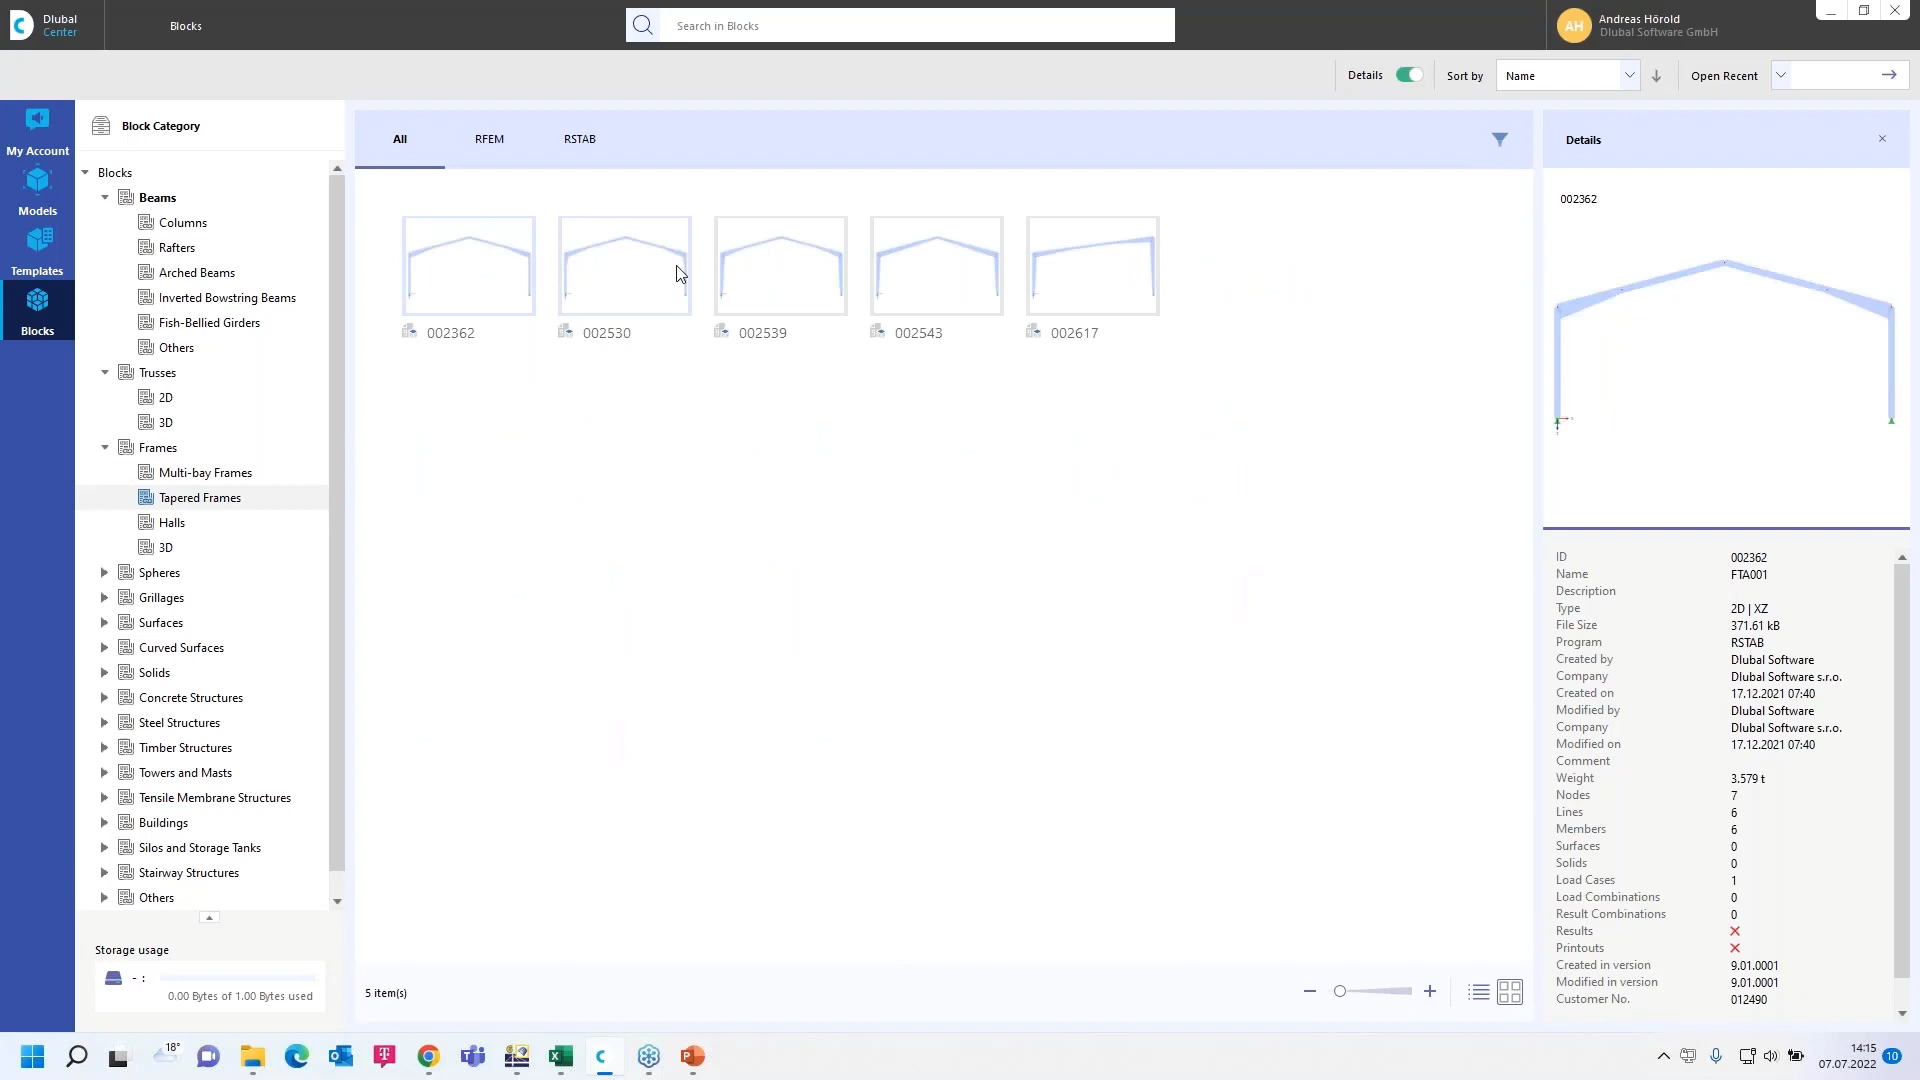 Dlubal
Center
Blocks
Search in Blocks
AH
Andreas Hörold
Dlubal Software GmbH
Details
Sort by
Name
Open Recent
My Account
Models
Templates
Blocks
Block Category
Blocks
Beams
Columns
Rafters
Arched Beams
Inverted Bowstring Beams
Fish-Bellied Girders
Others
Trusses
2D
3D
Frames
Multi-bay Frames
Tapered Frames
Halls
3D
Spheres
Grillages
Surfaces
Curved Surfaces
Solids
Concrete Structures
Steel Structures
Timber Structures
Towers and Masts
Tensile Membrane Structures
Buildings
Silos and Storage Tanks
Stairway Structures
Others
Storage usage
- :
0.00 Bytes of 1.00 Bytes used
All RFEM RSTAB
002362 002530 002539 002543 002617
5 item(s)
Details
002362
ID 002362
Name FTA001
Description
Type 2D | XZ
File Size 371.61 kB
Program RSTAB
Created by Dlubal Software
Company Dlubal Software s.r.o.
Created on 17.12.2021 07:40
Modified by Dlubal Software
Company Dlubal Software s.r.o.
Modified on 17.12.2021 07:40
Comment
Weight 3.579 t
Nodes 7
Lines 6
Members 6
Surfaces 0
Solids 0
Load Cases 1
Load Combinations 0
Result Combinations 0
Results
Printouts
Created in version 9.01.0001
Modified in version 9.01.0001
Customer No. 012490
18°
14:15
07.07.2022
10